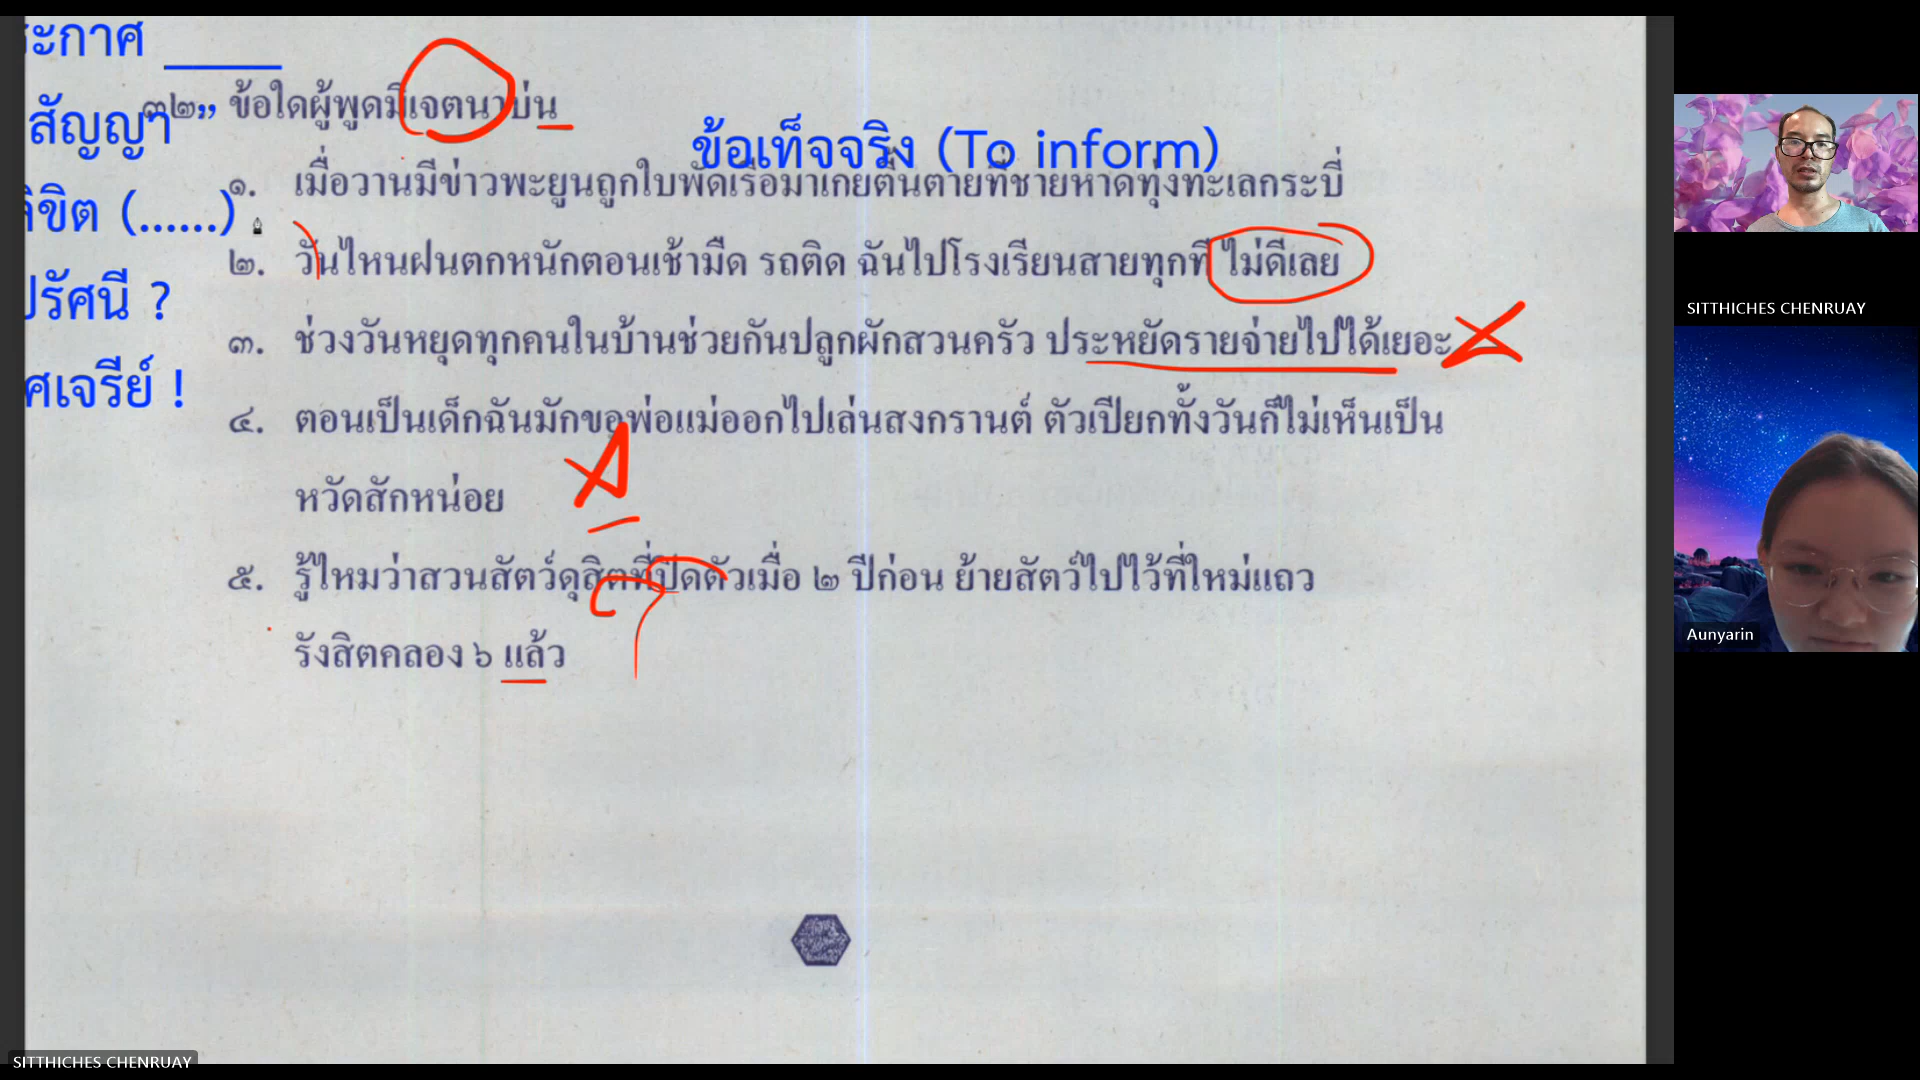 ะกาศ _____
สัญญา
ขิต (......)
ปรัศนี ?
ศเจรีย์ !
๓๒. ข้อใดผู้พูดมีเจตนาบ่น
ข้อเท็จจริง (To inform)
๑. เมื่อวานมีข่าวพะยูนถูกใบพัดเรือมาเกยตื้นตายที่ชายหาดทุ่งทะเลกระบี่
๒. วันไหนฝนตกหนักตอนเช้ามืด รถติด ฉันไปโรงเรียนสายทุกที ไม่ดีเลย
๓. ช่วงวันหยุดทุกคนในบ้านช่วยกันปลูกผักสวนครัว ประหยัดรายจ่ายไปได้เยอะ
๔. ตอนเป็นเด็กฉันมักขอพ่อแม่ออกไปเล่นสงกรานต์ ตัวเปียกทั้งวันก็ไม่เห็นเป็น
หวัดสักหน่อย
๕. รู้ไหมว่าสวนสัตว์ดุสิตที่ปิดตัวเมื่อ ๒ ปีก่อน ย้ายสัตว์ไปไว้ที่ใหม่แถว
รังสิตคลอง ๖ แล้ว
SITTHICHES CHENRUAY
Aunyarin
SITTHICHES CHENRUAY